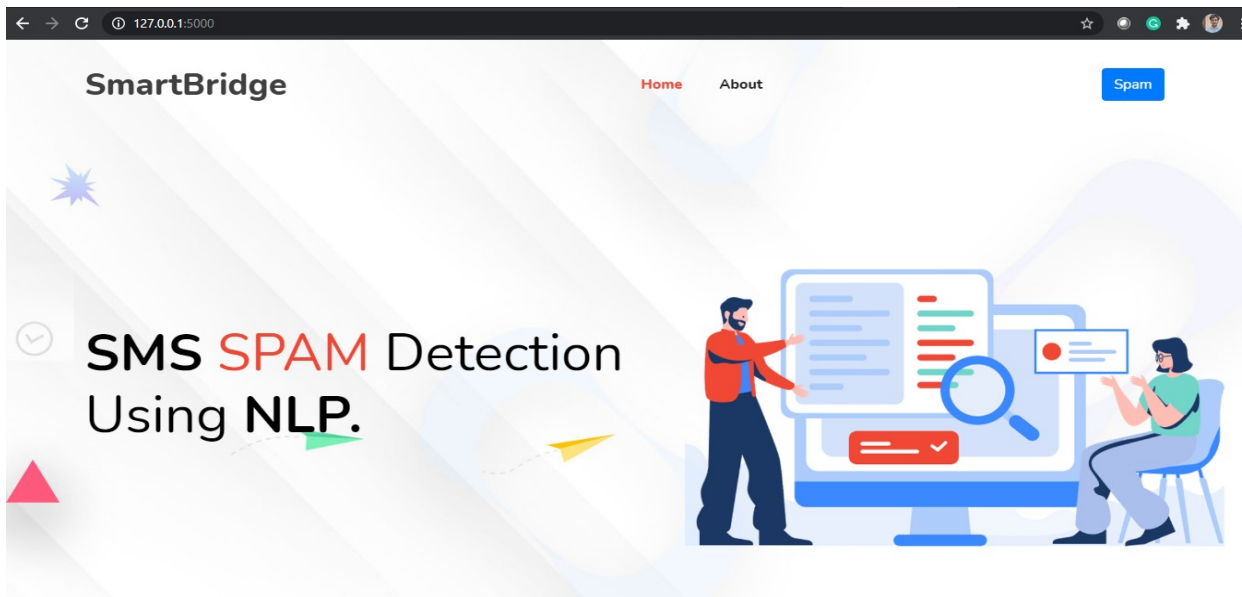 127.0.0.1:5000
SmartBridge
Home About
Spam
SMS SPAM Detection
Using NLP.